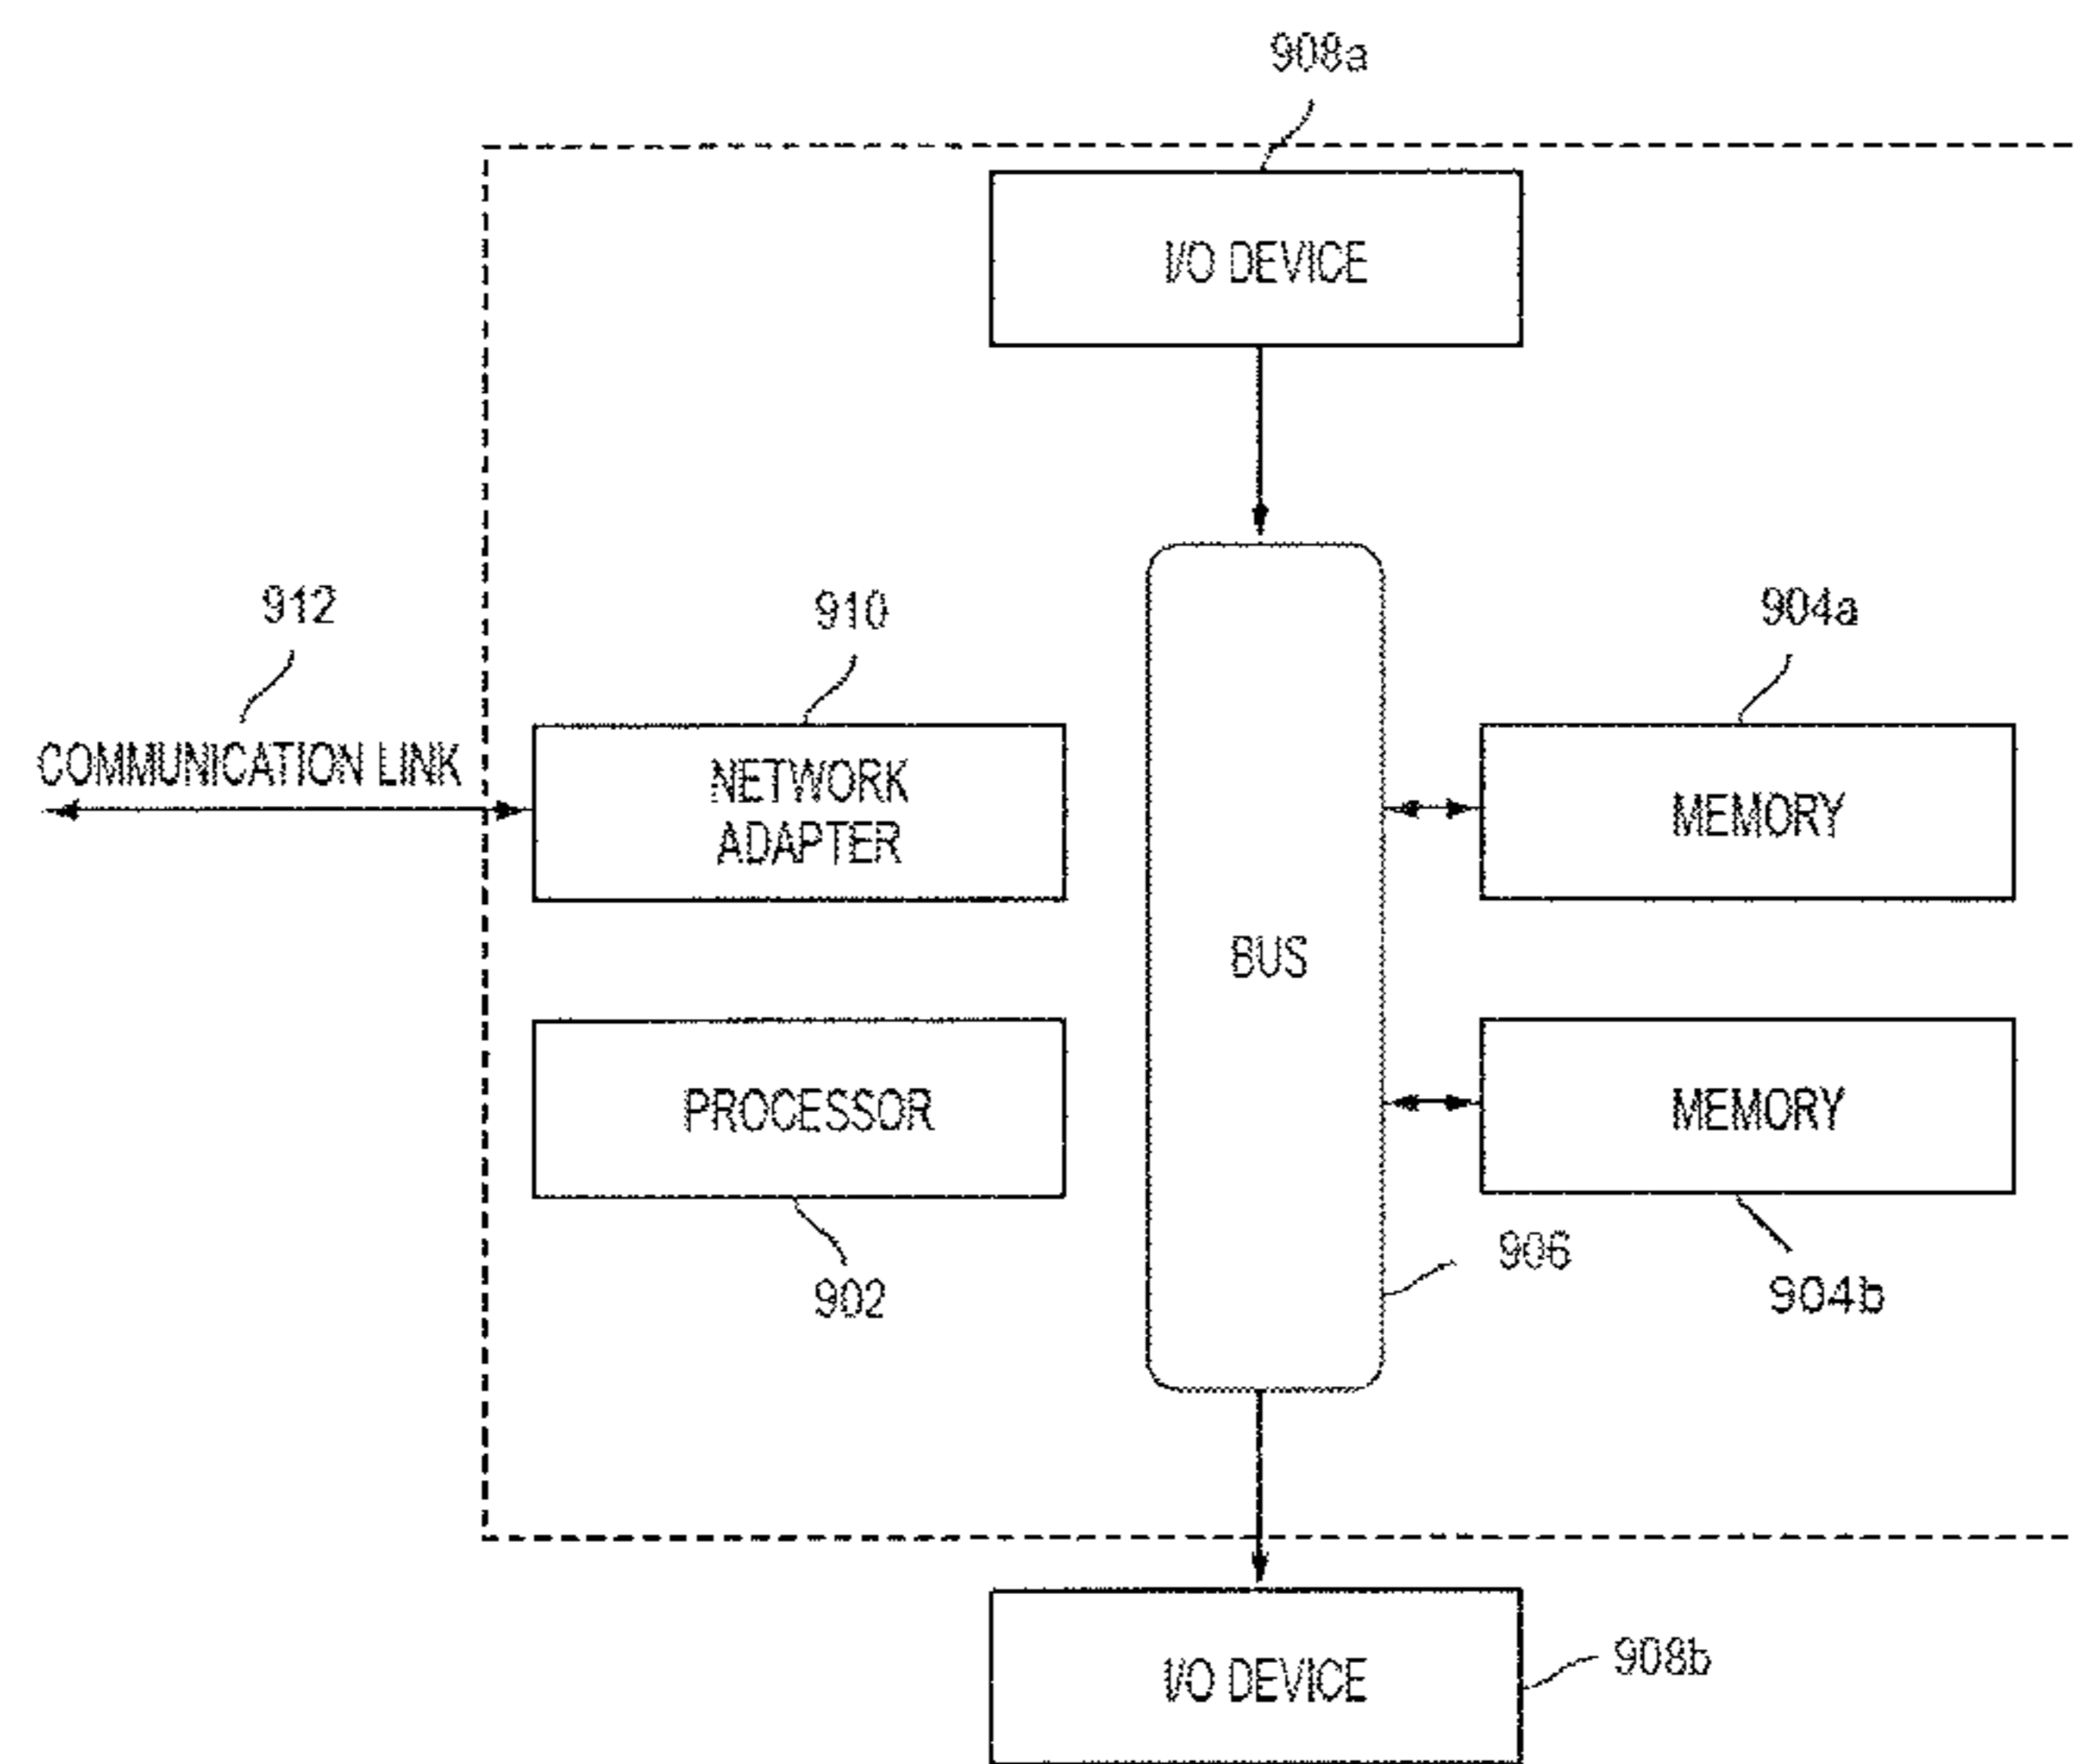 908a
I/O DEVICE
912
910
904a
COMMUNICATION LINK
NETWORK
ADAPTER
MEMORY
BUS
PROCESSOR
MEMORY
906
902
904b
I/O DEVICE
908b